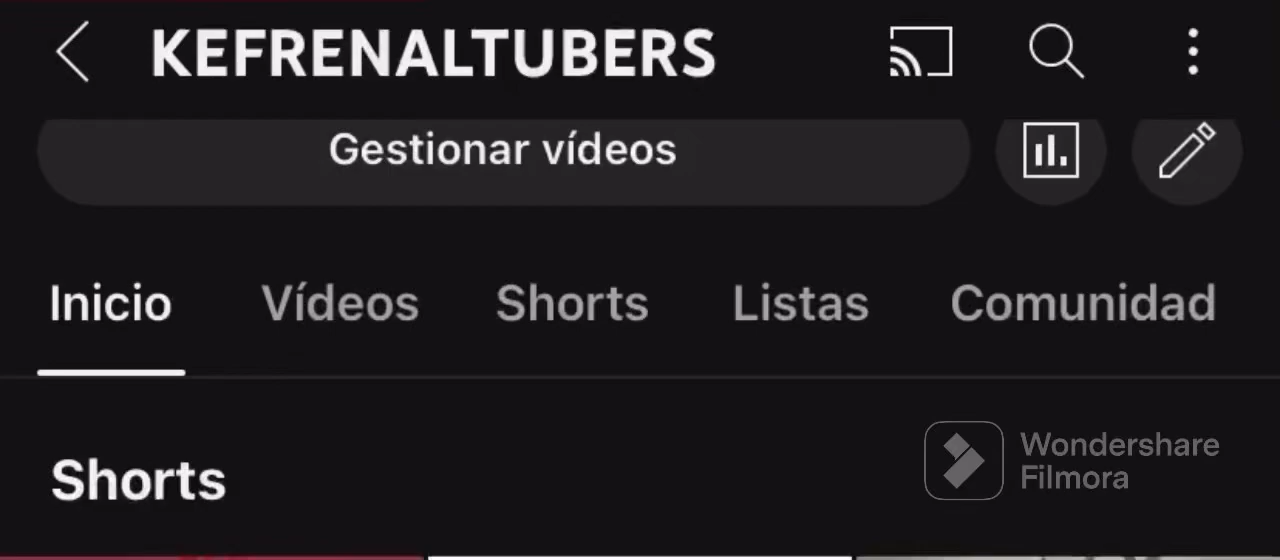 KEFRENALTUBERS
Gestionar vídeos
Inicio Vídeos Shorts Listas Comunidad
Shorts
Wondershare
Filmora